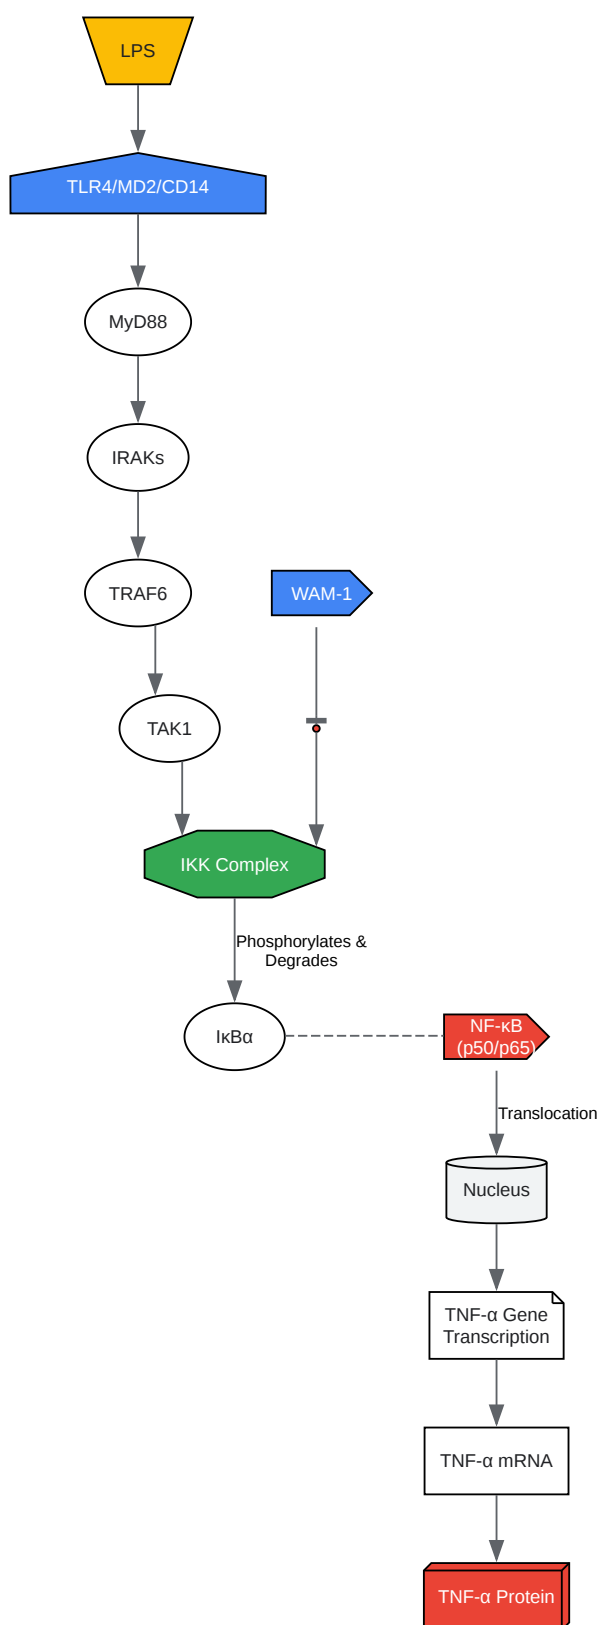 LPS
TLR4/MD2/CD14
MyD88
IRAKs
TRAF6
WAM-1
TAK1
IKK Complex
Phosphorylates &
Degrades
IκBα
NF-κB
(p50/p65)
Translocation
Nucleus
TNF-α Gene
Transcription
TNF-α mRNA
TNF-α Protein